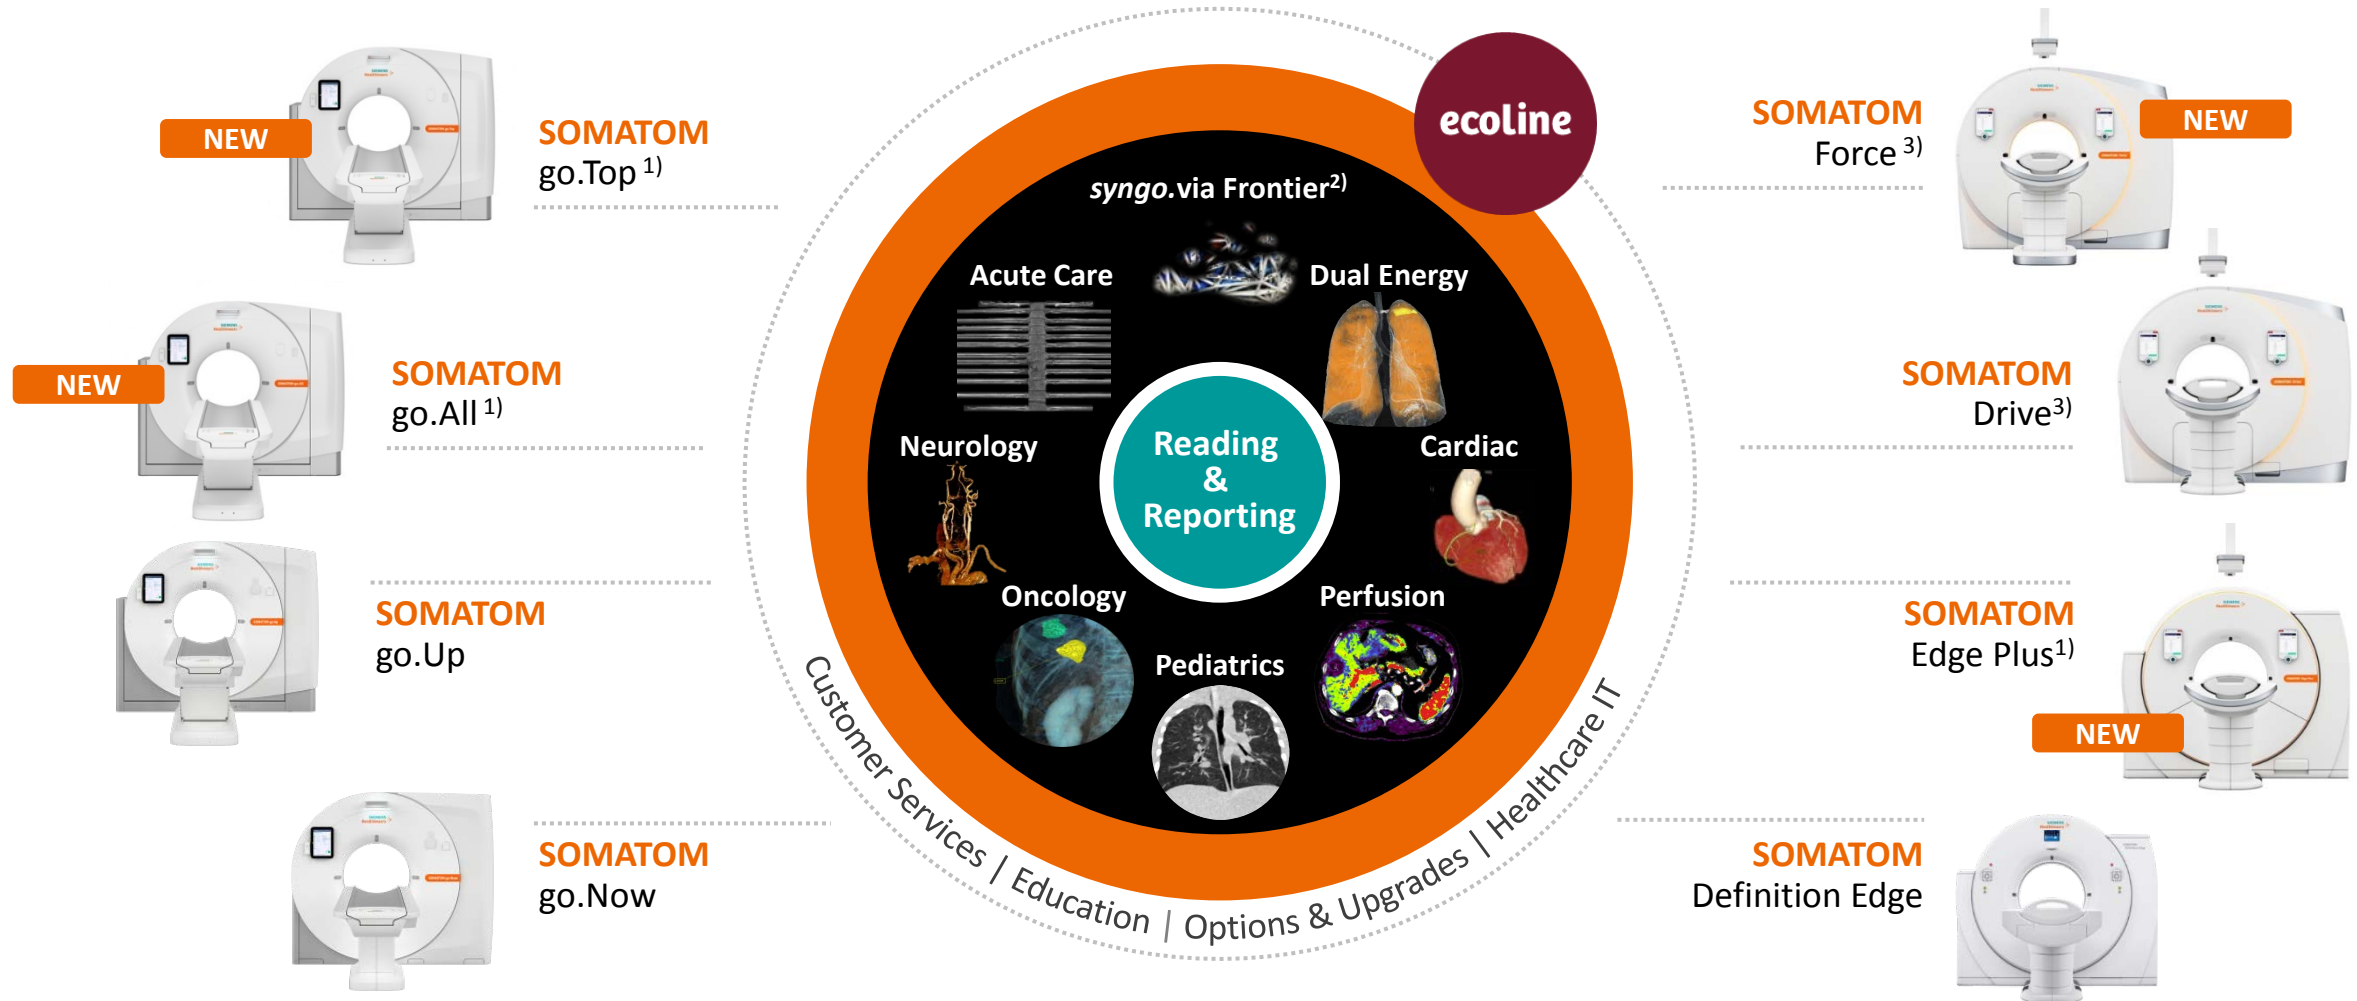 NEW
SOMATOM
go.Top 1)
NEW
SOMATOM
go.All 1)
SOMATOM
go.Up
SOMATOM
go.Now
ecoline
syngo.via Frontier2)
Acute Care
Dual Energy
Neurology
Reading
&
Reporting
Cardiac
Oncology
Perfusion
Pediatrics
Customer Services | Education | Options & Upgrades | Healthcare IT
SOMATOM
Force 3)
NEW
SOMATOM
Drive3)
SOMATOM
Edge Plus1)
NEW
SOMATOM
Definition Edge